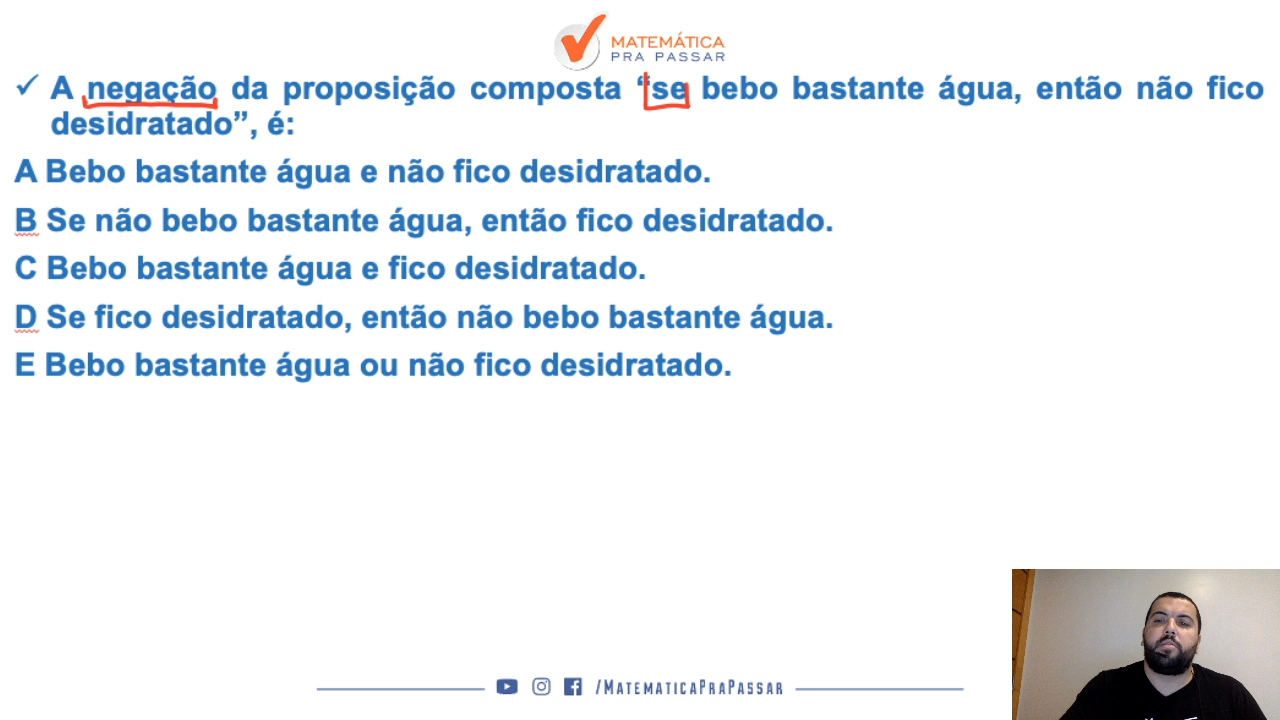 MATEMÁTICA
PRA PASSAR
✓ A negação da proposição composta “se bebo bastante água, então não fico
desidratado”, é:
A Bebo bastante água e não fico desidratado.
B Se não bebo bastante água, então fico desidratado.
C Bebo bastante água e fico desidratado.
D Se fico desidratado, então não bebo bastante água.
E Bebo bastante água ou não fico desidratado.
/MATEMATICAPRAPASSAR